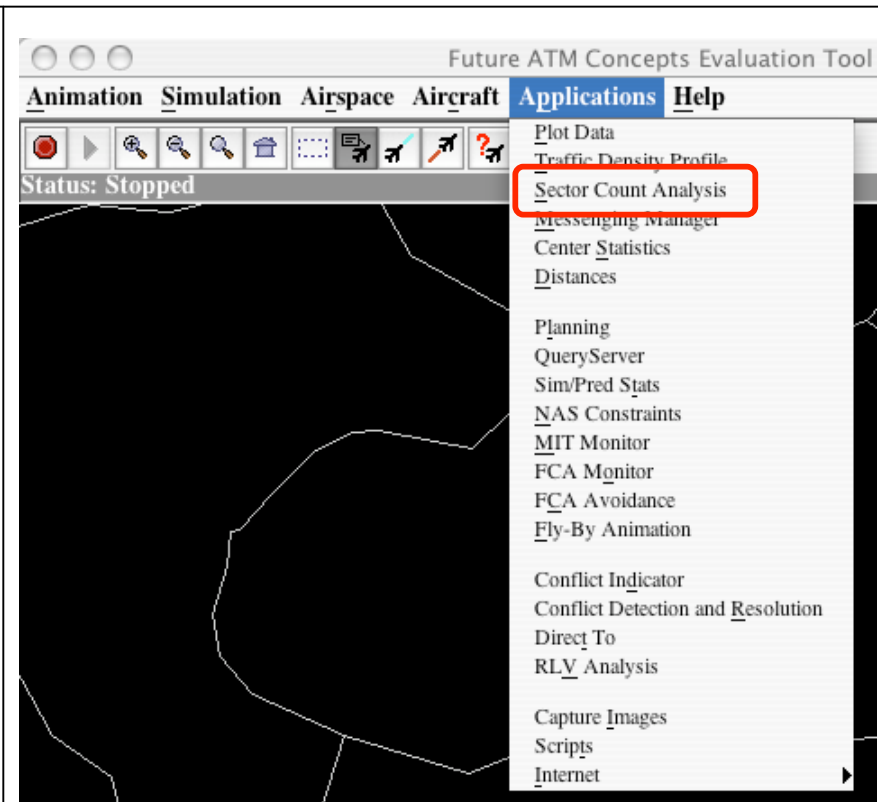 Future ATM Concepts Evaluation Tool
Animation Simulation Airspace Aircraft Applications Help
Status: Stopped
Plot Data
Traffic Density Profile
Sector Count Analysis
Messenging Manager
Center Statistics
Distances
Planning
QueryServer
Sim/Pred Stats
NAS Constraints
MIT Monitor
FCA Monitor
FCA Avoidance
Fly-By Animation
Conflict Indicator
Conflict Detection and Resolution
Direct To
RLV Analysis
Capture Images
Scripts
Internet